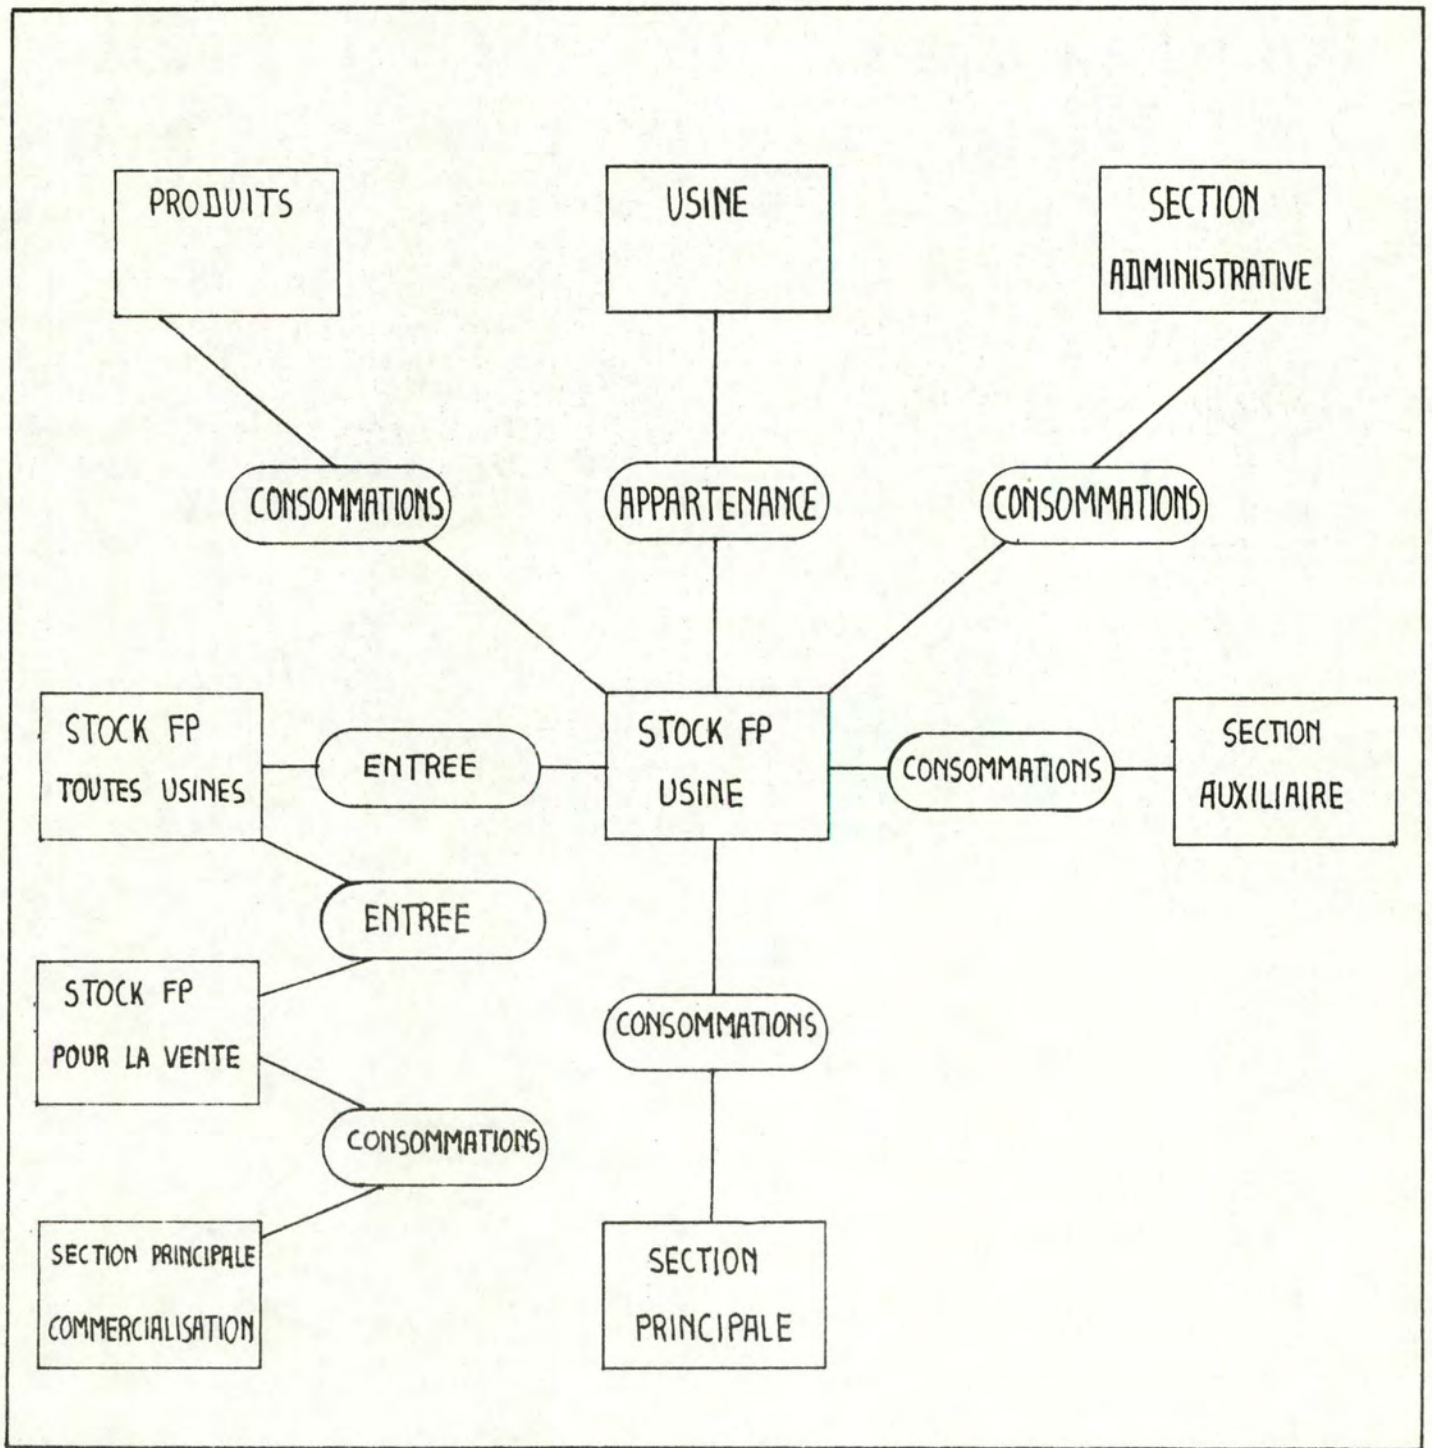 PRODUITS
USINE
SECTION
ADMINISTRATIVE
CONSOMMATIONS
APPARTENANCE
CONSOMMATIONS
STOCK FP
TOUTES USINES
ENTREE
STOCK FP
USINE
CONSOMMATIONS
SECTION
AUXILIAIRE
ENTREE
STOCK FP
POUR LA VENTE
CONSOMMATIONS
CONSOMMATIONS
SECTION PRINCIPALE
COMMERCIALISATION
SECTION
PRINCIPALE